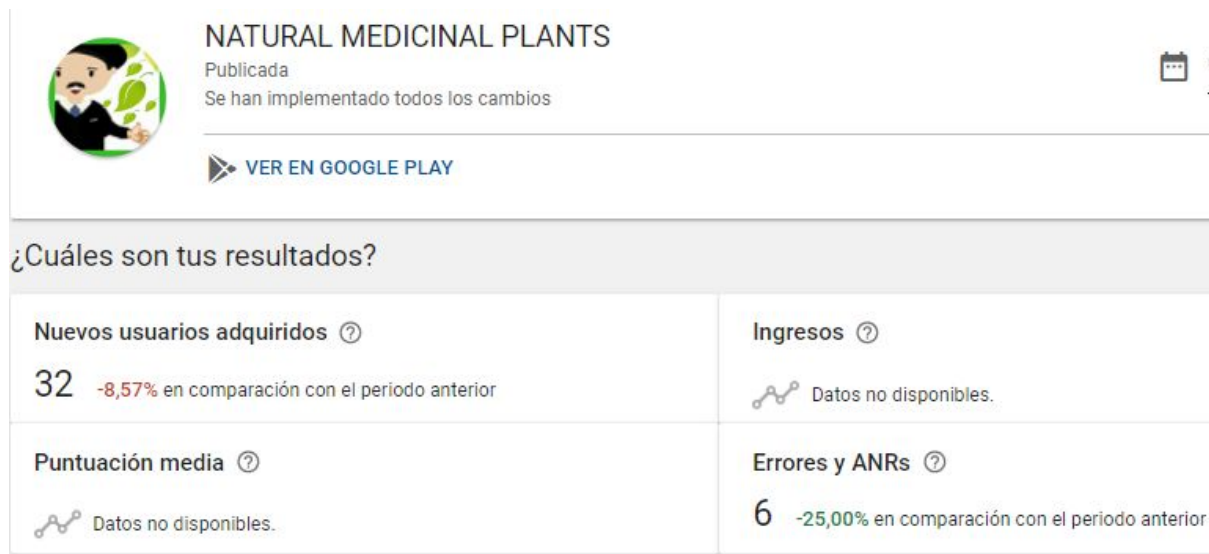 NATURAL MEDICINAL PLANTS
Publicada
Se han implementado todos los cambios
VER EN GOOGLE PLAY
¿Cuáles son tus resultados?
Nuevos usuarios adquiridos
32 -8,57% en comparación con el periodo anterior
Ingresos
Datos no disponibles.
Puntuación media
Datos no disponibles.
Errores y ANRs
6 -25,00% en comparación con el periodo anterior